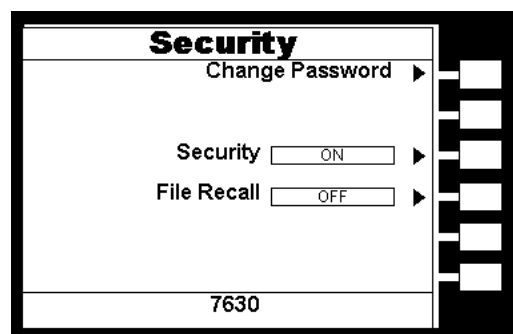 Security
Change Password
Security ON
File Recall OFF
7630